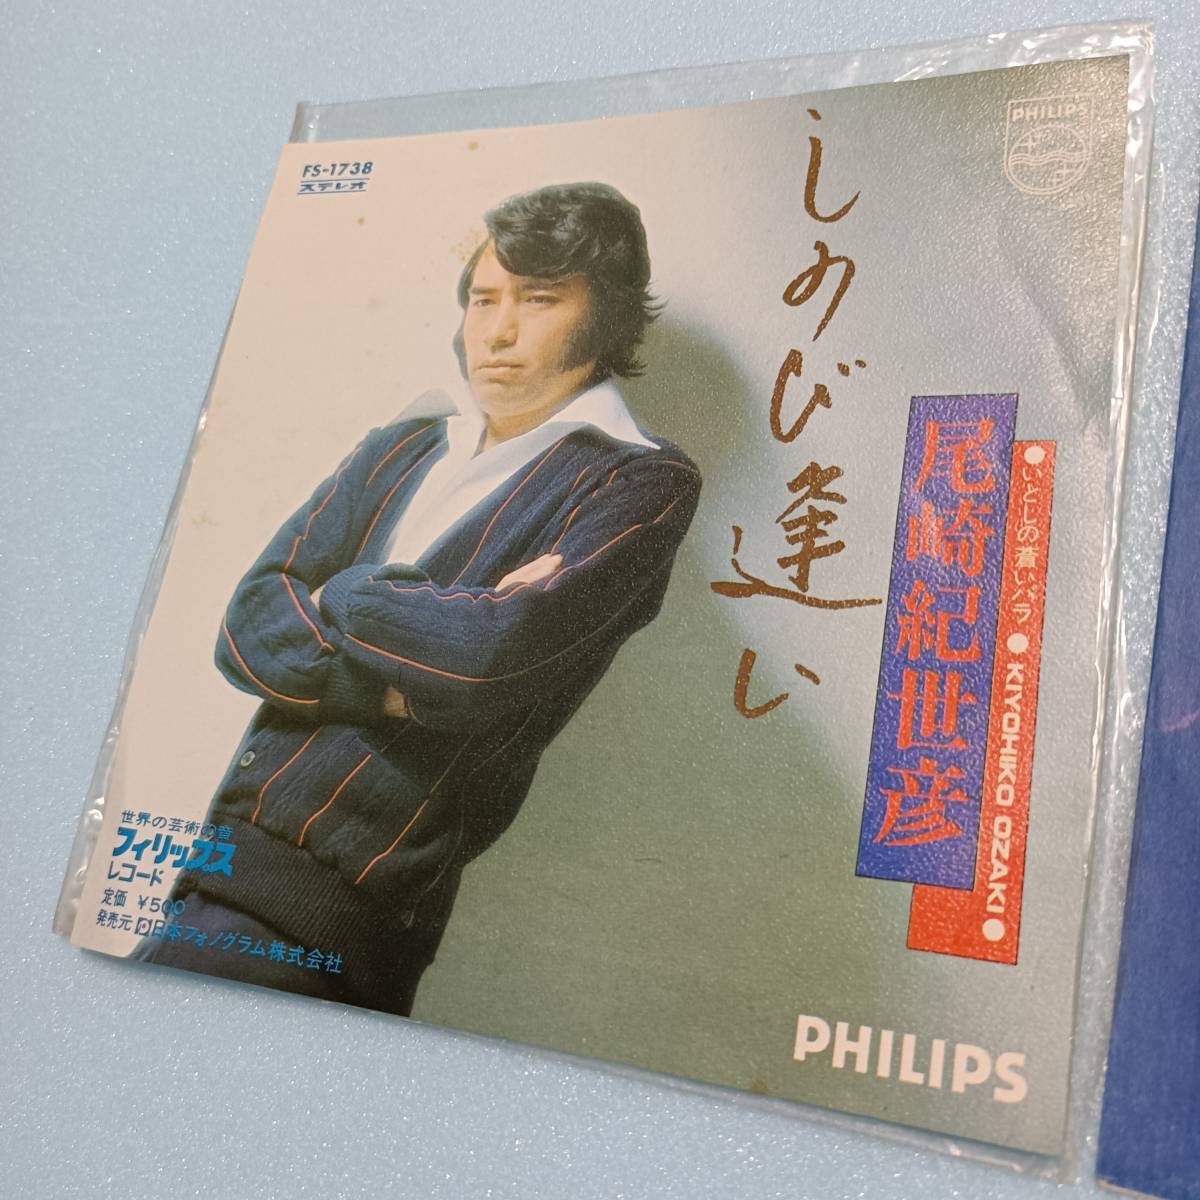 FS-1738
ステレオ
PHILIPS
しのび逢い
尾崎紀世彦
●いとしの蒼いバラ●KIYOHIKO OZAKI●
世界の芸術の音
フィリップス
レコード
定価 ¥500
発売元 日本フォノグラム株式会社
PHILIPS